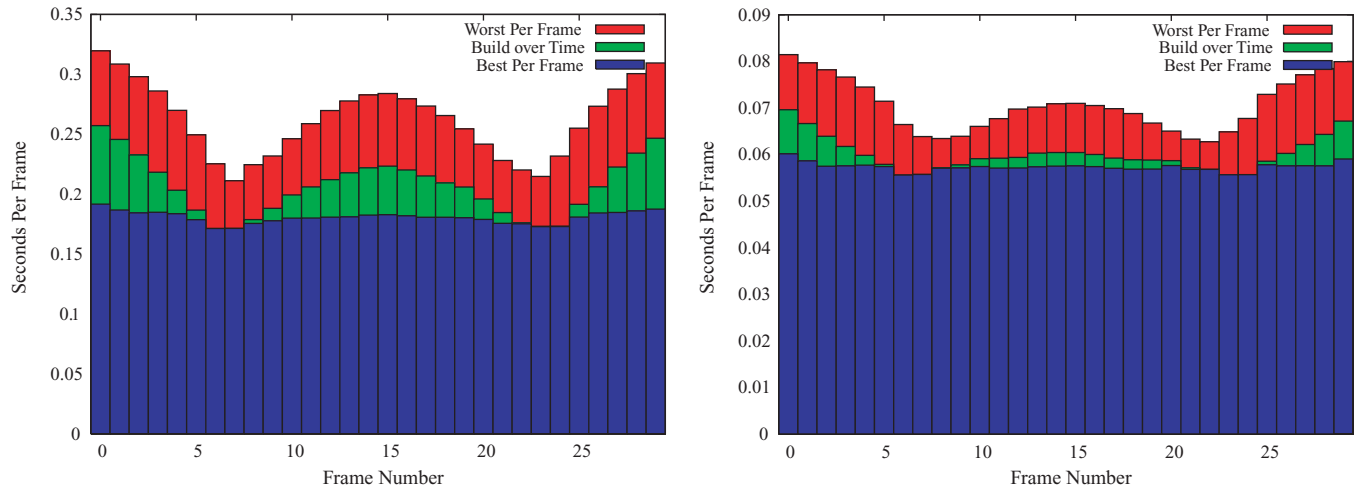 0.35
0.3
0.25
0.2
0.15
0.1
0.05
0
Seconds Per Frame
Worst Per Frame
Build over Time
Best Per Frame
0 5 10 15 20 25
Frame Number
0.09
0.08
0.07
0.06
0.05
0.04
0.03
0.02
0.01
0
Seconds Per Frame
Worst Per Frame
Build over Time
Best Per Frame
0 5 10 15 20 25
Frame Number